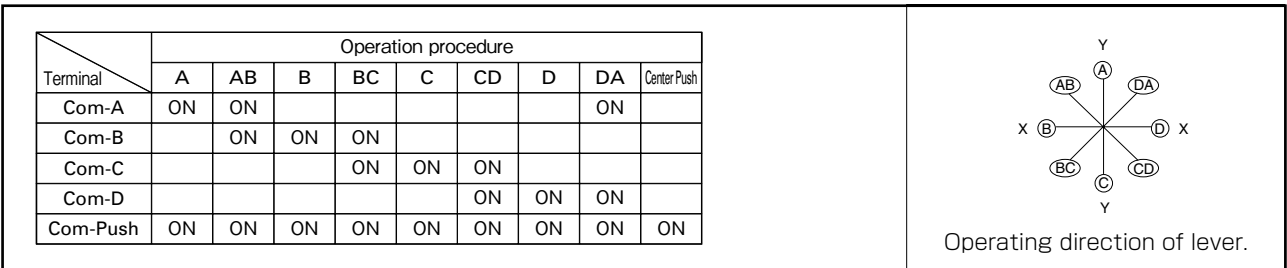 Operation procedure
Terminal A AB B BC C CD D DA Center Push
Com-A ON ON ON
Com-B ON ON ON
Com-C ON ON ON
Com-D ON ON ON
Com-Push ON ON ON ON ON ON ON ON ON
Y
A
AB DA
X B D X
BC CD
C
Y
Operating direction of lever.